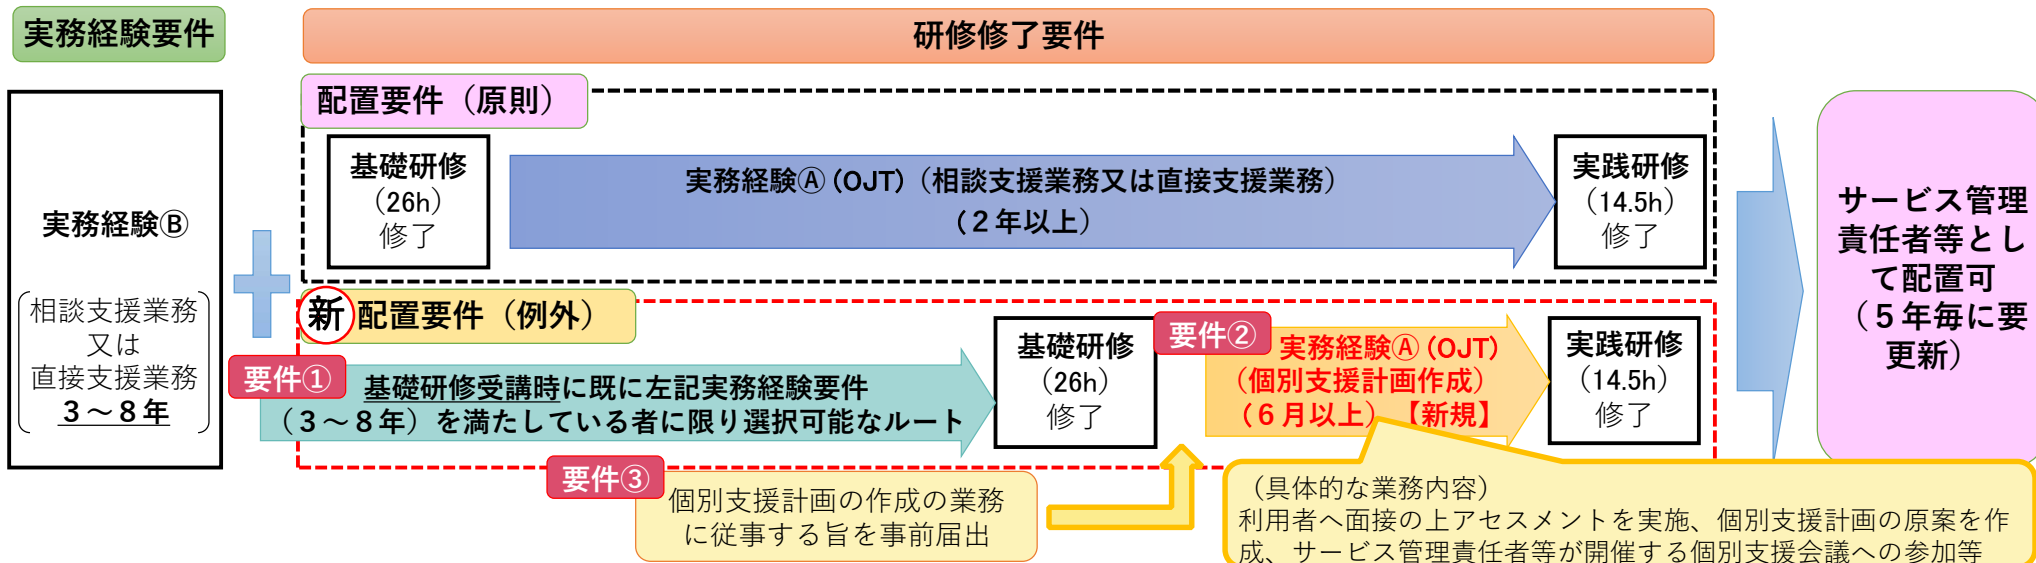 実務経験要件
研修修了要件
実務経験Ⓑ
相談支援業務
又は
直接支援業務
３～８年
配置要件（原則）
基礎研修
（26h）
修了
実務経験Ⓐ（OJT）（相談支援業務又は直接支援業務）
（２年以上）
実践研修
（14.5h）
修了
新 配置要件（例外）
要件①
基礎研修受講時に既に左記実務経験要件
（３～８年）を満たしている者に限り選択可能なルート
基礎研修
（26h）
修了
要件②
実務経験Ⓐ（OJT）
（個別支援計画作成）
（６月以上）【新規】
実践研修
（14.5h）
修了
要件③
個別支援計画の作成の業務
に従事する旨を事前届出
（具体的な業務内容）
利用者へ面接の上アセスメントを実施、個別支援計画の原案を作
成、サービス管理責任者等が開催する個別支援会議への参加等
サービス管理
責任者等とし
て配置可
（５年毎に要
更新）